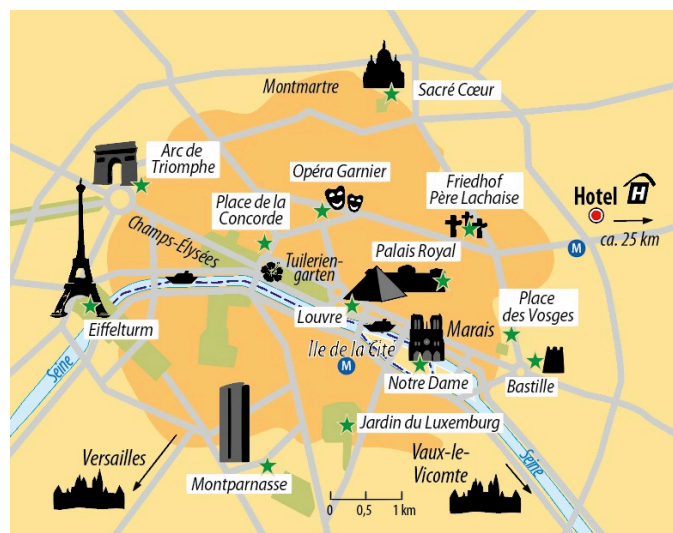 Montmartre
Sacré Cœur
Arc de
Triomphe
Opéra Garnier
Friedhof
Père Lachaise
Hotel H
ca. 25 km
Place de la
Concorde
Champs-Élysées
Tuilerien-
garten
Palais Royal
M
Eiffelturm
Louvre
Marais
Place
des Vosges
Ile de la Cité
M
Notre Dame
Bastille
Seine
Jardin du Luxemburg
Versailles
Montparnasse
Vaux-le-
Vicomte
Seine
0 0,5 1 km